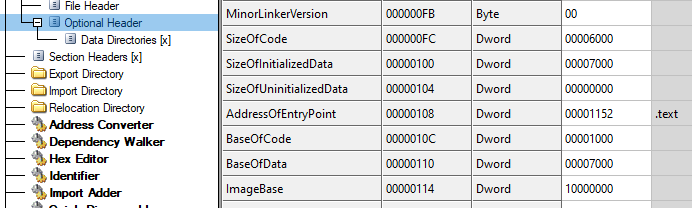 File Header
Optional Header
Data Directories [x]
Section Headers [x]
Export Directory
Import Directory
Relocation Directory
Address Converter
Dependency Walker
Hex Editor
Identifier
Import Adder
MinorLinkerVersion 000000FB Byte 00
SizeOfCode 000000FC Dword 00006000
SizeOfInitializedData 00000100 Dword 00007000
SizeOfUninitializedData 00000104 Dword 00000000
AddressOfEntryPoint 00000108 Dword 00001152 .text
BaseOfCode 0000010C Dword 00001000
BaseOfData 00000110 Dword 00007000
ImageBase 00000114 Dword 10000000